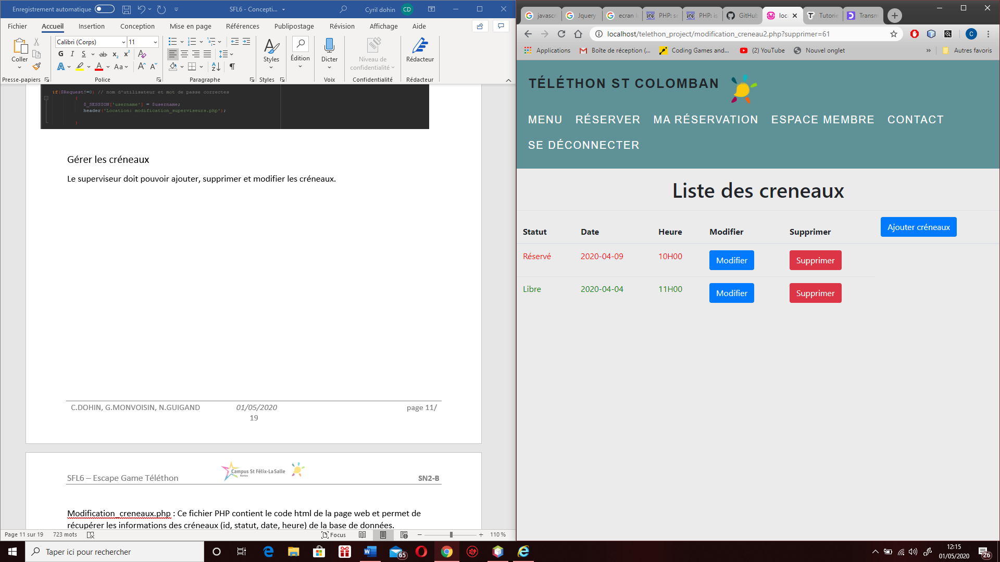 Enregistrement automatique
SFL6 - Concepti...
Cyril dohin
CD
Fichier
Accueil
Insertion
Conception
Mise en page
Références
Publipostage
Révision
Affichage
Aide
Coller
Calibri (Corps)
11
G I S ab x₂ x²
A A Aa A A
Styles
Édition
Dicter
Niveau de
confidentialité
Rédacteur
Presse-papiers
Police
Paragraphe
Styles
Voix
Confidentialité
Rédacteur
if($Request!=0) // nom d'utilisateur et mot de passe correctes
{
$_SESSION['username'] = $username;
header('Location: modification_superviseurs.php');
}
Gérer les créneaux
Le superviseur doit pouvoir ajouter, supprimer et modifier les créneaux.
C.DOHIN, G.MONVOISIN, N.GUIGAND
01/05/2020
page 11/
19
SFL6 – Escape Game Téléthon
Campus St Félix-La Salle
Nantes
SN2-B
Modification_creneaux.php : Ce fichier PHP contient le code html de la page web et permet de
récupérer les informations des créneaux (id, statut, date, heure) de la base de données.
Page 11 sur 19
723 mots
Focus
110 %
javascr
Jquery
ecran l
PHP: se
PHP: is
GitHub
loca
Tutorie
Transm
localhost/telethon_project/modification_creneau2.php?supprimer=61
C
Applications
Boîte de réception (...
Coding Games and...
(2) YouTube
Nouvel onglet
»
Autres favoris
TÉLÉTHON ST COLOMBAN
MENU
RÉSERVER
MA RÉSERVATION
ESPACE MEMBRE
CONTACT
SE DÉCONNECTER
Liste des creneaux
Statut
Date
Heure
Modifier
Supprimer
Ajouter créneaux
Réservé
2020-04-09
10H00
Modifier
Supprimer
Libre
2020-04-04
11H00
Modifier
Supprimer
Taper ici pour rechercher
65
12:15
01/05/2020
26